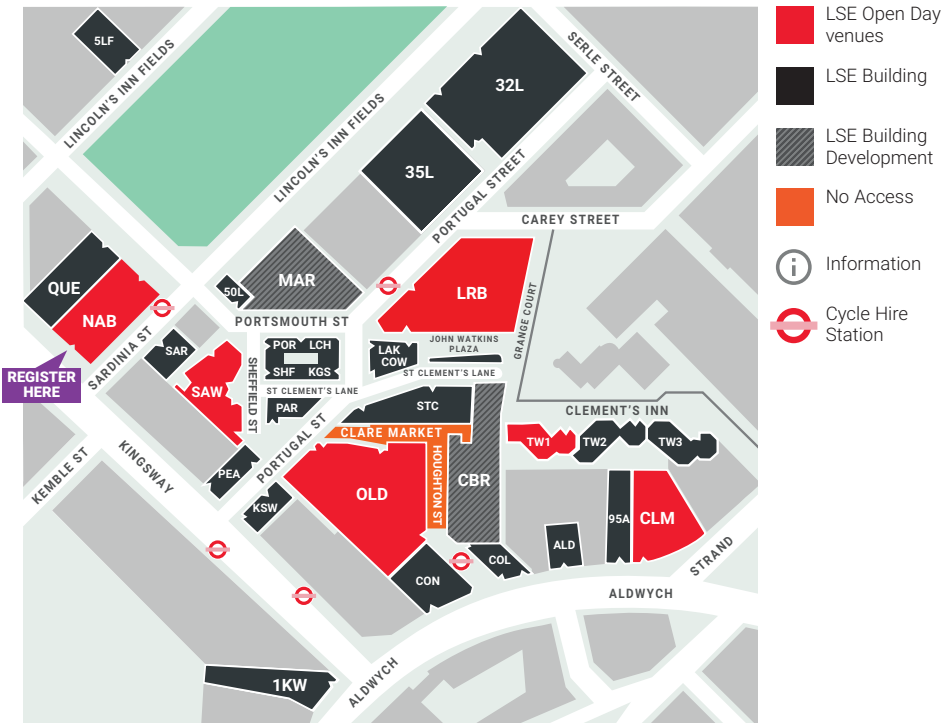 5LF
LINCOLN'S INN FIELDS
LINCOLN'S INN FIELDS
SERLE STREET
32L
35L
PORTUGAL STREET
CAREY STREET
QUE
NAB
MAR
50L
LRB
GRANGE COURT
PORTSMOUTH ST
REGISTER
HERE
SARDINIA ST
SAR
SAW
SHEFFIELD ST
POR LCH
SHF KGS
LAK
COW
JOHN WATKINS
PLAZA
ST CLEMENT'S LANE
ST CLEMENT'S LANE
PAR
STC
CLEMENT'S INN
PORTUGAL ST
CLARE MARKET
HOUGHTON ST
TW1
TW2
TW3
KEMBLE ST
KINGSWAY
PEA
KSW
OLD
CBR
95A
CLM
CON
COL
ALD
STRAND
ALDWYCH
ALDWYCH
1KW
LSE Open Day
venues
LSE Building
LSE Building
Development
No Access
i
Information
Cycle Hire
Station